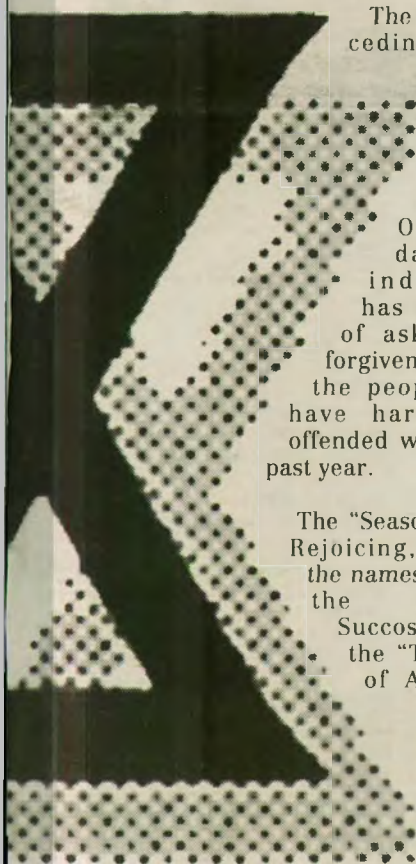 The
cedin
O
da
ind
has
of ask
forgiven
the peop
have har
offended w
past year.
The “Seaso
Rejoicing,
the names
the
Succos
the “T
of A